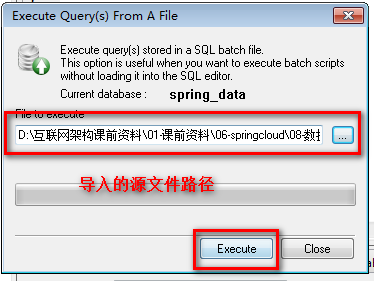 Execute Query(s) From A File
Execute query(s) stored in a SQL batch file.
This option is useful when you want to execute batch scripts
without loading it into the SQL editor.
Current database : spring_data
File to execute
D:\互联网架构课前资料\01-课前资料\06-springcloud\08-数据
...
导入的源文件路径
Execute
Close